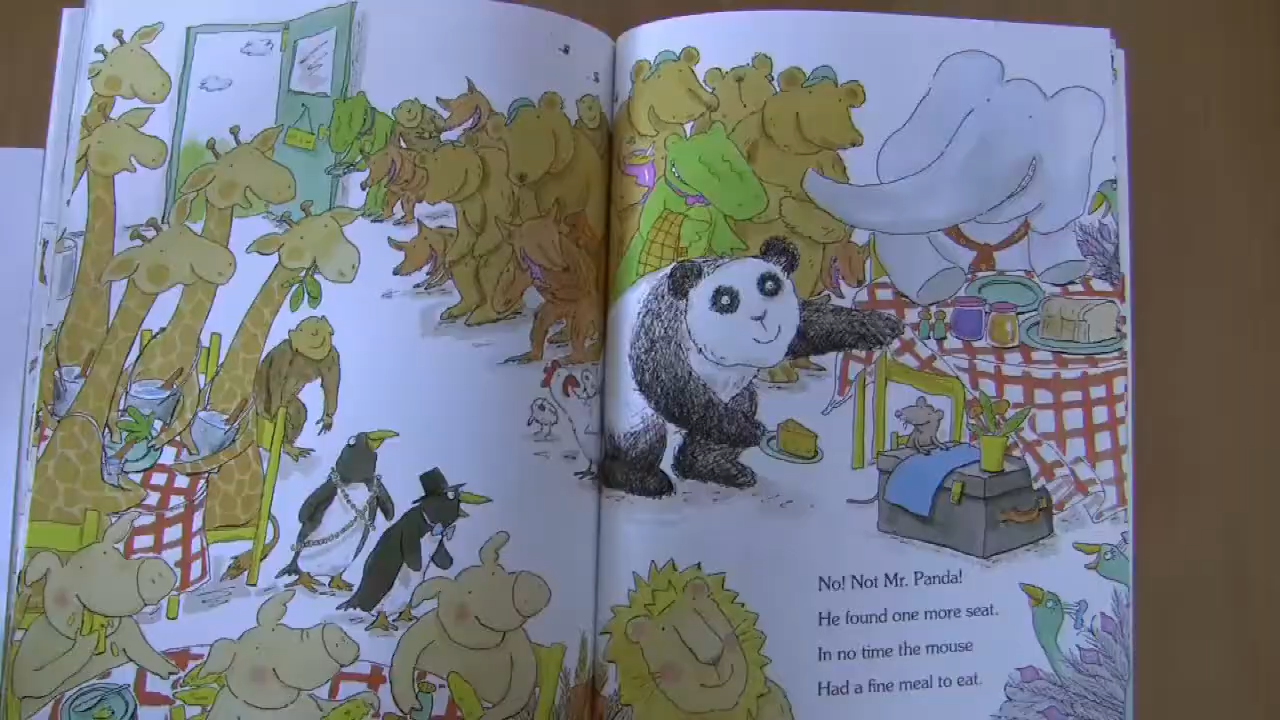 No! Not Mr. Panda!
He found one more seat.
In no time the mouse
Had a fine meal to eat.